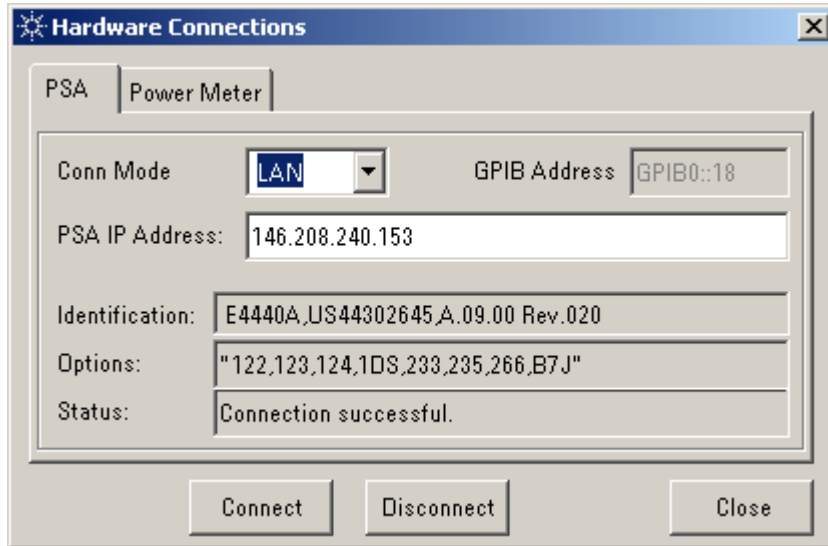 Hardware Connections
PSA Power Meter
Conn Mode LAN GPIB Address GPIB0::18
PSA IP Address: 146.208.240.153
Identification: E4440A,US44302645,A.09.00 Rev.020
Options: "122,123,124,1DS,233,235,266,B7J"
Status: Connection successful.
Connect Disconnect Close